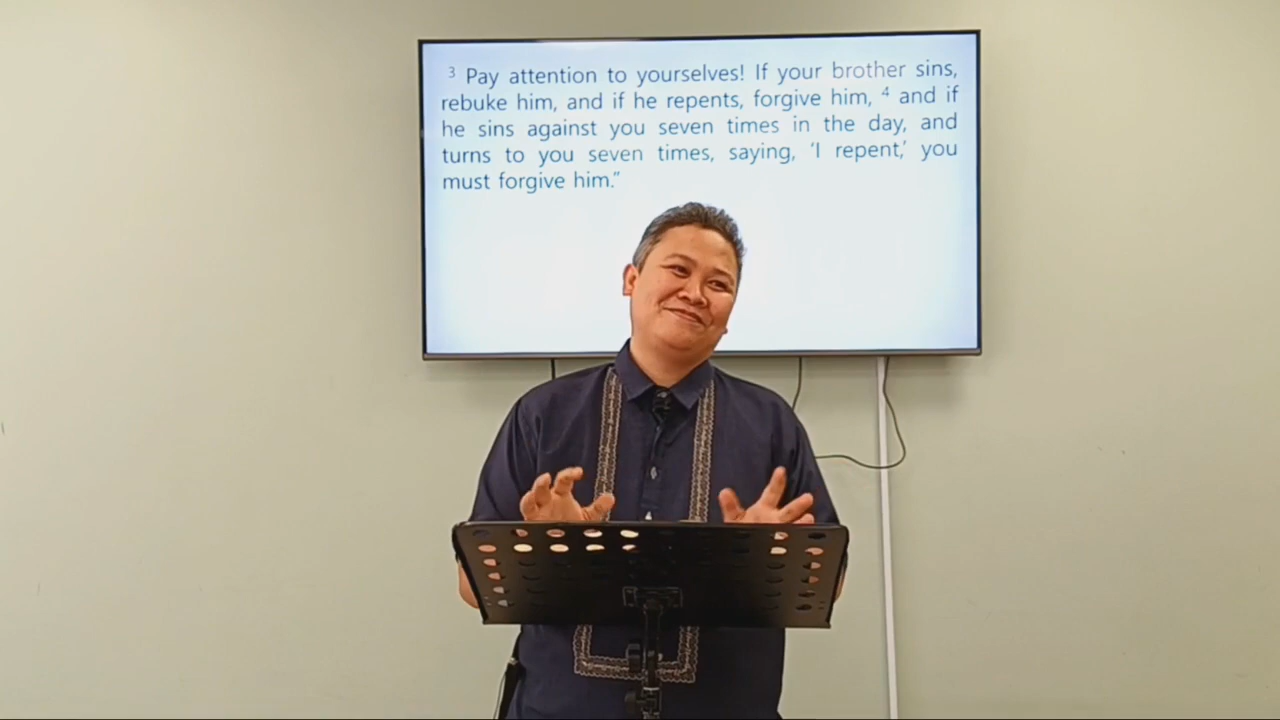 3 Pay attention to yourselves! If your brother sins,
rebuke him, and if he repents, forgive him, 4 and if
he sins against you seven times in the day, and
turns to you seven times, saying, ‘I repent,’ you
must forgive him.”